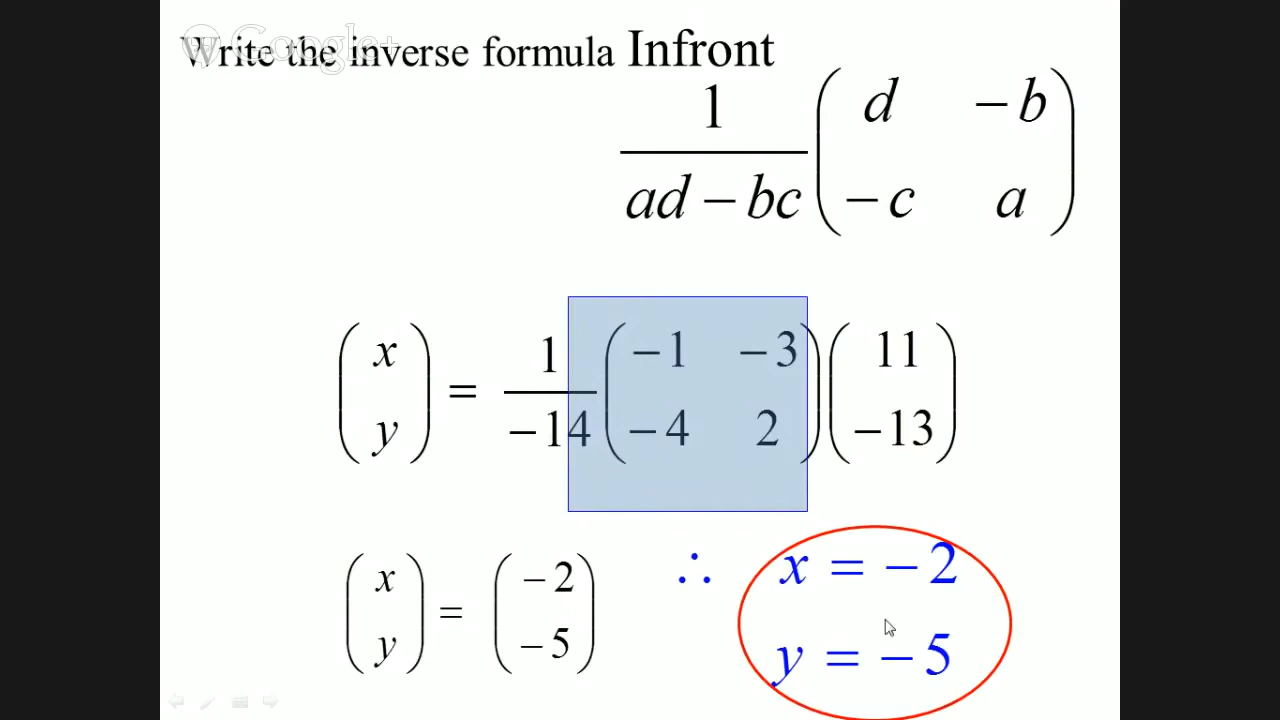 Write the inverse formula Infront
Google+
1/(ad − bc) ( d −b ; −c a )
( x ; y ) = 1/−14 ( −1 −3 ; −4 2 ) ( 11 ; −13 )
( x ; y ) = ( −2 ; −5 ) ∴ x = −2
y = −5